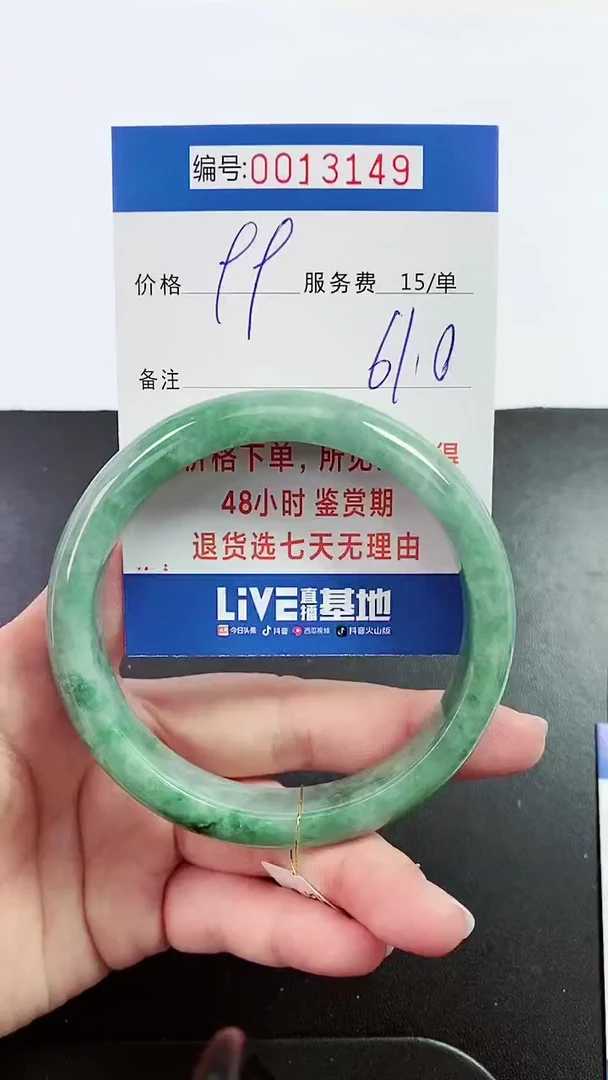 编号:0013149
价格 99 服务费 15/单
备注 61.0
价格下单，所见 得
48小时 鉴赏期
退货选七天无理由
LiVE直播基地
今日头条 抖音 西瓜视频 抖音火山版